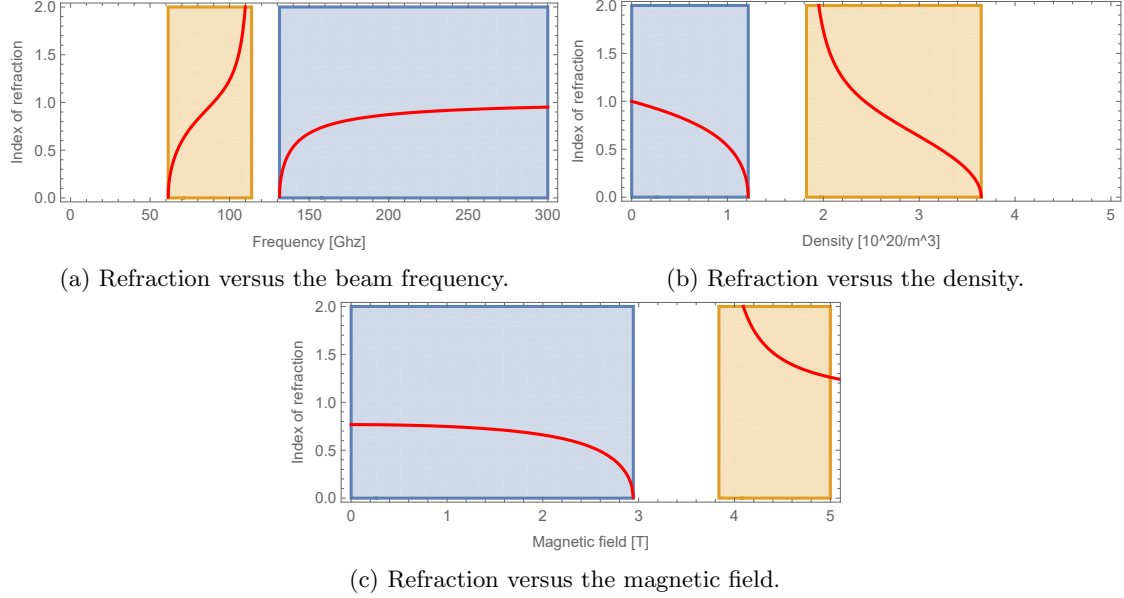 2.0
1.5
1.0
0.5
0.0
Index of refraction
0 50 100 150 200 250 300
Frequency [Ghz]
2.0
1.5
1.0
0.5
0.0
Index of refraction
0 1 2 3 4 5
Density [10^20/m^3]
(a) Refraction versus the beam frequency.
(b) Refraction versus the density.
2.0
1.5
1.0
0.5
0.0
Index of refraction
0 1 2 3 4 5
Magnetic field [T]
(c) Refraction versus the magnetic field.